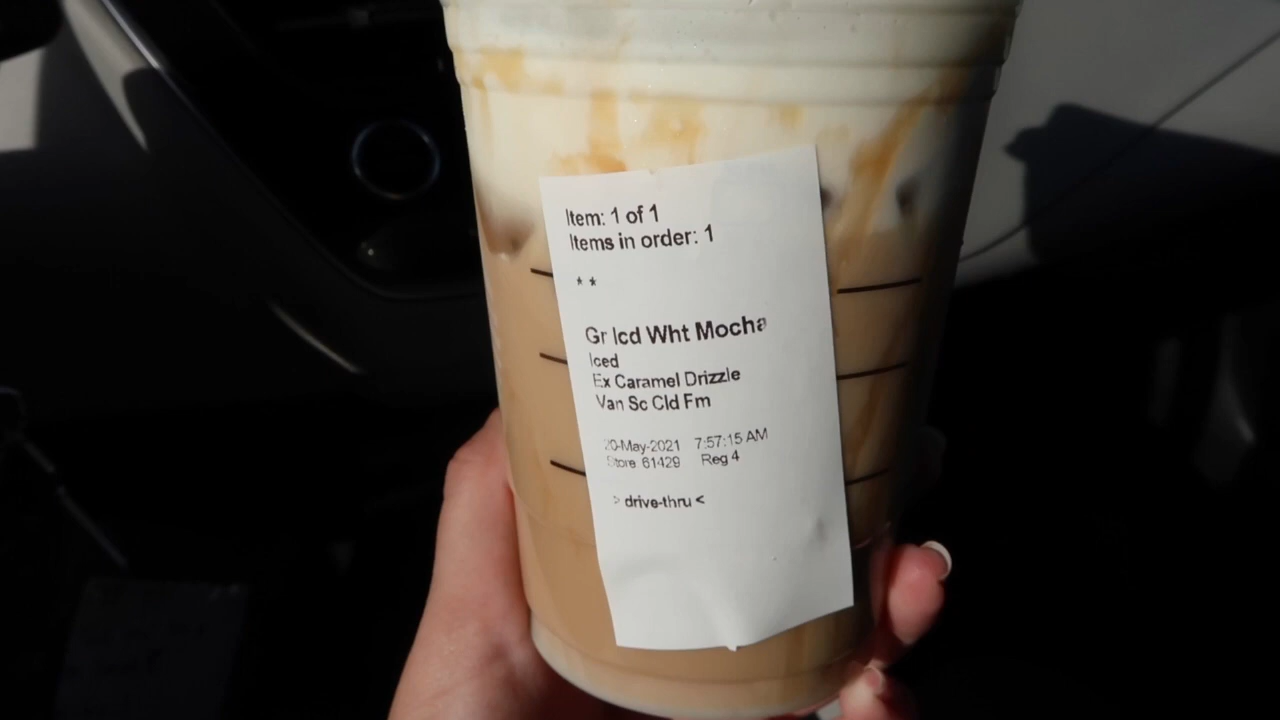 Item: 1 of 1
Items in order: 1
* *
Gr Icd Wht Mocha
Iced
Ex Caramel Drizzle
Van Sc Cld Fm
20-May-2021 7:57:15 AM
Store 61429 Reg 4
> drive-thru <